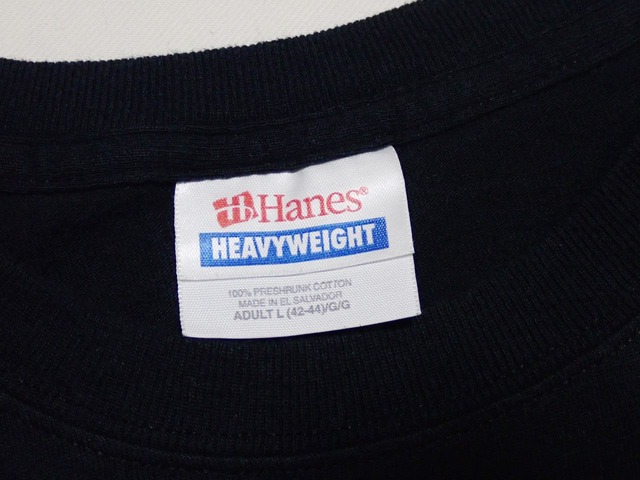 Hanes®
HEAVYWEIGHT
100% PRESHRUNK COTTON
MADE IN EL SALVADOR
ADULT L (42-44)/G/G